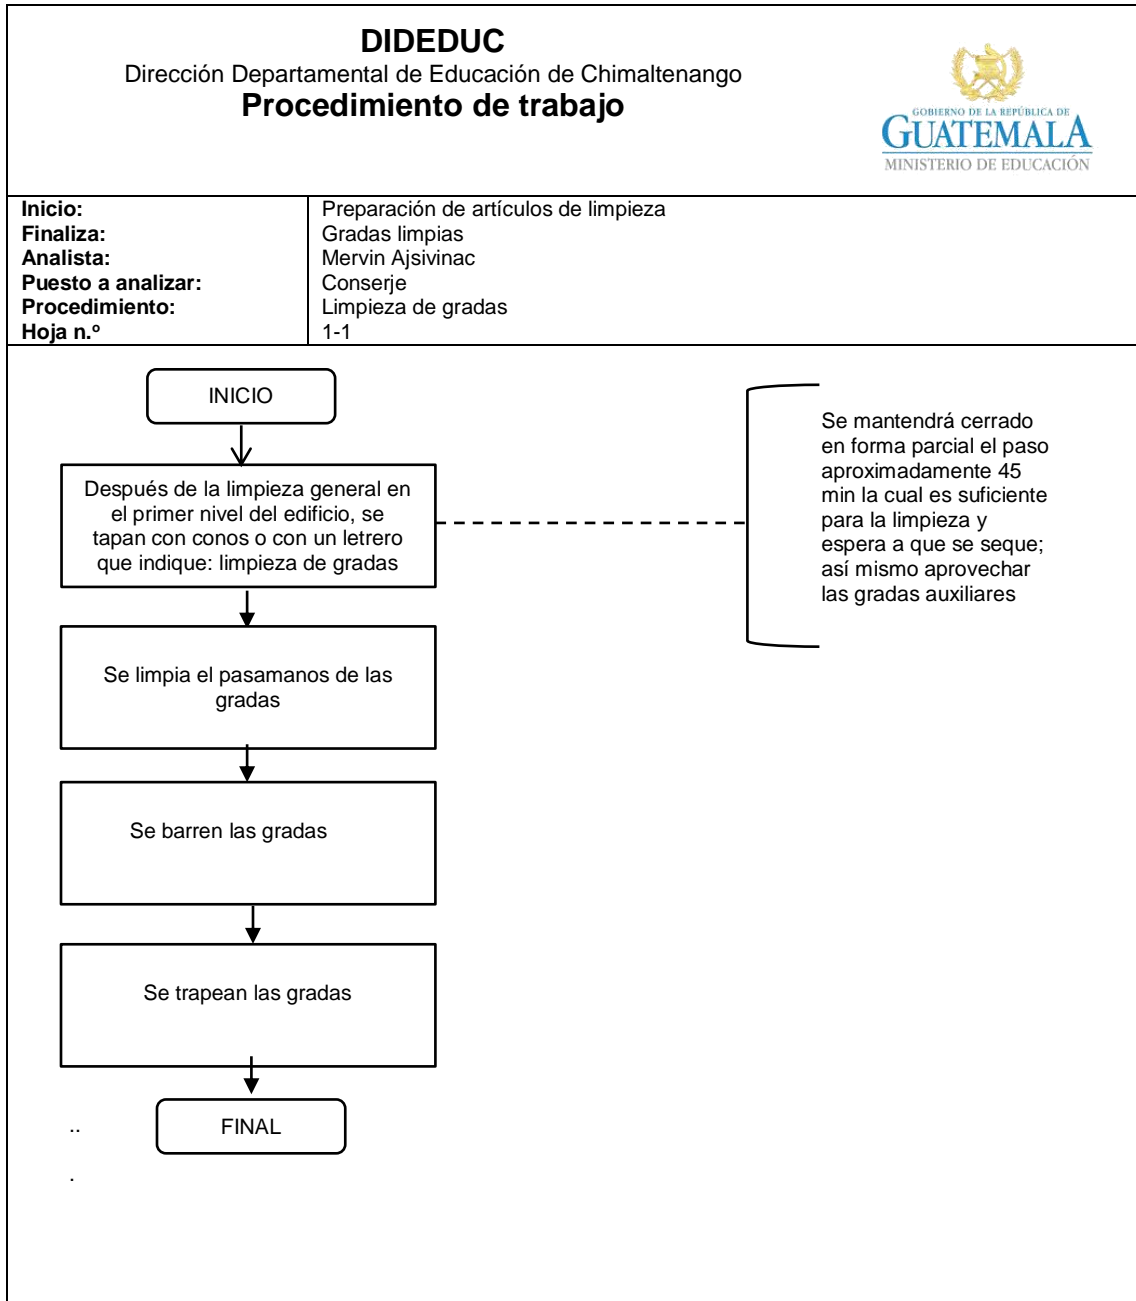 DIDEDUC
Dirección Departamental de Educación de Chimaltenango
Procedimiento de trabajo
GOBIERNO DE LA REPÚBLICA DE
GUATEMALA
MINISTERIO DE EDUCACIÓN
Inicio: Preparación de artículos de limpieza
Finaliza: Gradas limpias
Analista: Mervin Ajsivinac
Puesto a analizar: Conserje
Procedimiento: Limpieza de gradas
Hoja n.º 1-1
INICIO
Después de la limpieza general en
el primer nivel del edificio, se
tapan con conos o con un letrero
que indique: limpieza de gradas
Se mantendrá cerrado
en forma parcial el paso
aproximadamente 45
min la cual es suficiente
para la limpieza y
espera a que se seque;
así mismo aprovechar
las gradas auxiliares
Se limpia el pasamanos de las
gradas
Se barren las gradas
Se trapean las gradas
..
FINAL
.